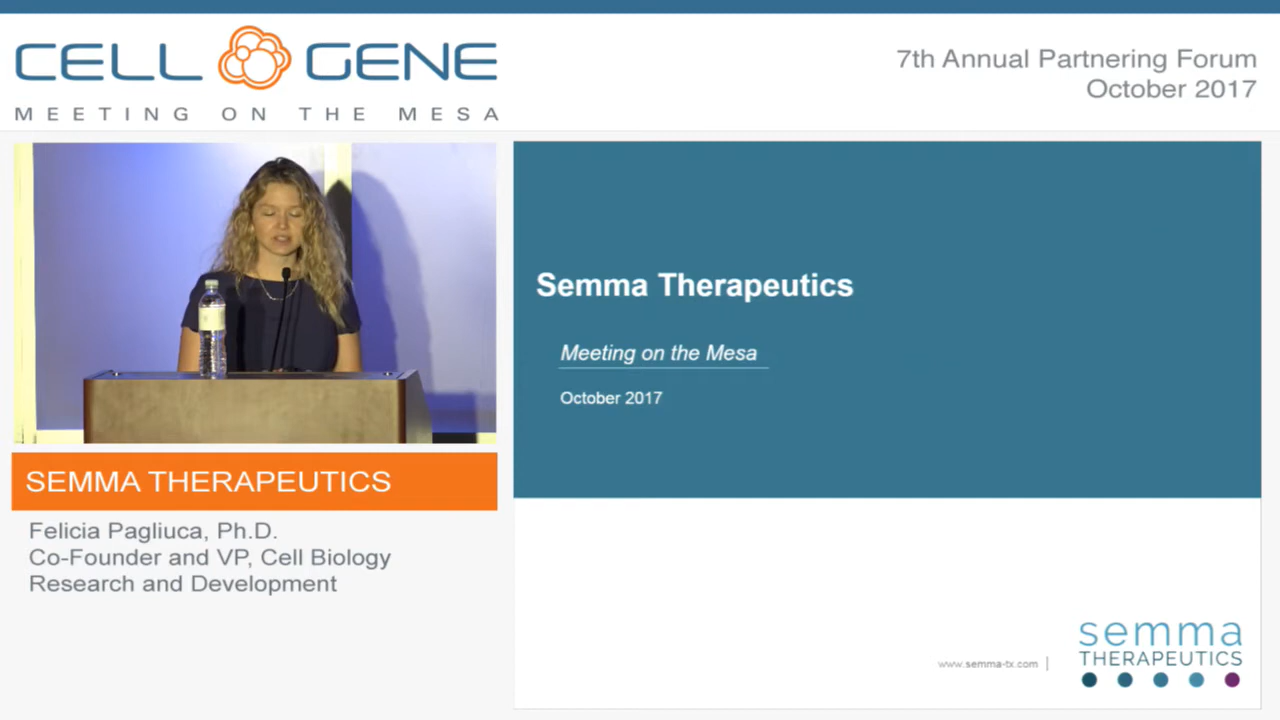 CELL GENE
MEETING ON THE MESA
7th Annual Partnering Forum
October 2017
Semma Therapeutics
Meeting on the Mesa
October 2017
SEMMA THERAPEUTICS
Felicia Pagliuca, Ph.D.
Co-Founder and VP, Cell Biology
Research and Development
www.semma-tx.com
semma
THERAPEUTICS